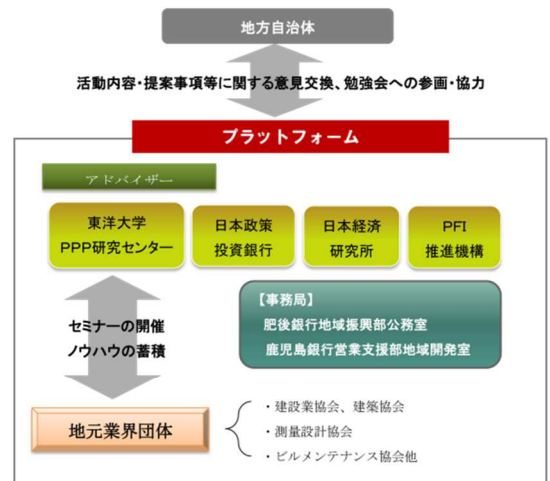 地方自治体
活動内容・提案事項等に関する意見交換、勉強会への参画・協力
プラットフォーム
アドバイザー
東洋大学
PPP研究センター
日本政策
投資銀行
日本経済
研究所
PFI
推進機構
セミナーの開催
ノウハウの蓄積
【事務局】
肥後銀行地域振興部公務室
鹿児島銀行営業支援部地域開発室
地元業界団体
・建設業協会、建築協会
・測量設計協会
・ビルメンテナンス協会他